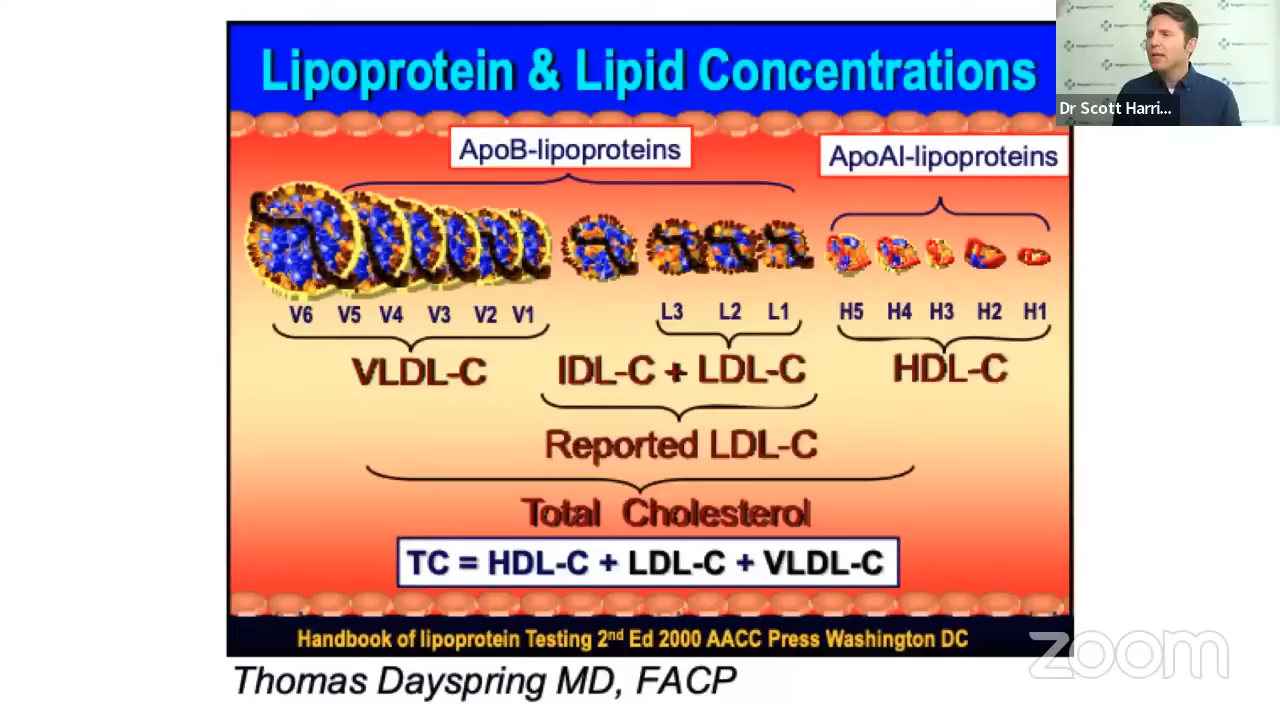 Lipoprotein & Lipid Concentrations
Dr Scott Harri...
ApoB-lipoproteins
ApoAI-lipoproteins
V6 V5 V4 V3 V2 V1 L3 L2 L1 H5 H4 H3 H2 H1
VLDL-C IDL-C + LDL-C HDL-C
Reported LDL-C
Total Cholesterol
TC = HDL-C + LDL-C + VLDL-C
Handbook of lipoprotein Testing 2nd Ed 2000 AACC Press Washington DC
zoom
Thomas Dayspring MD, FACP